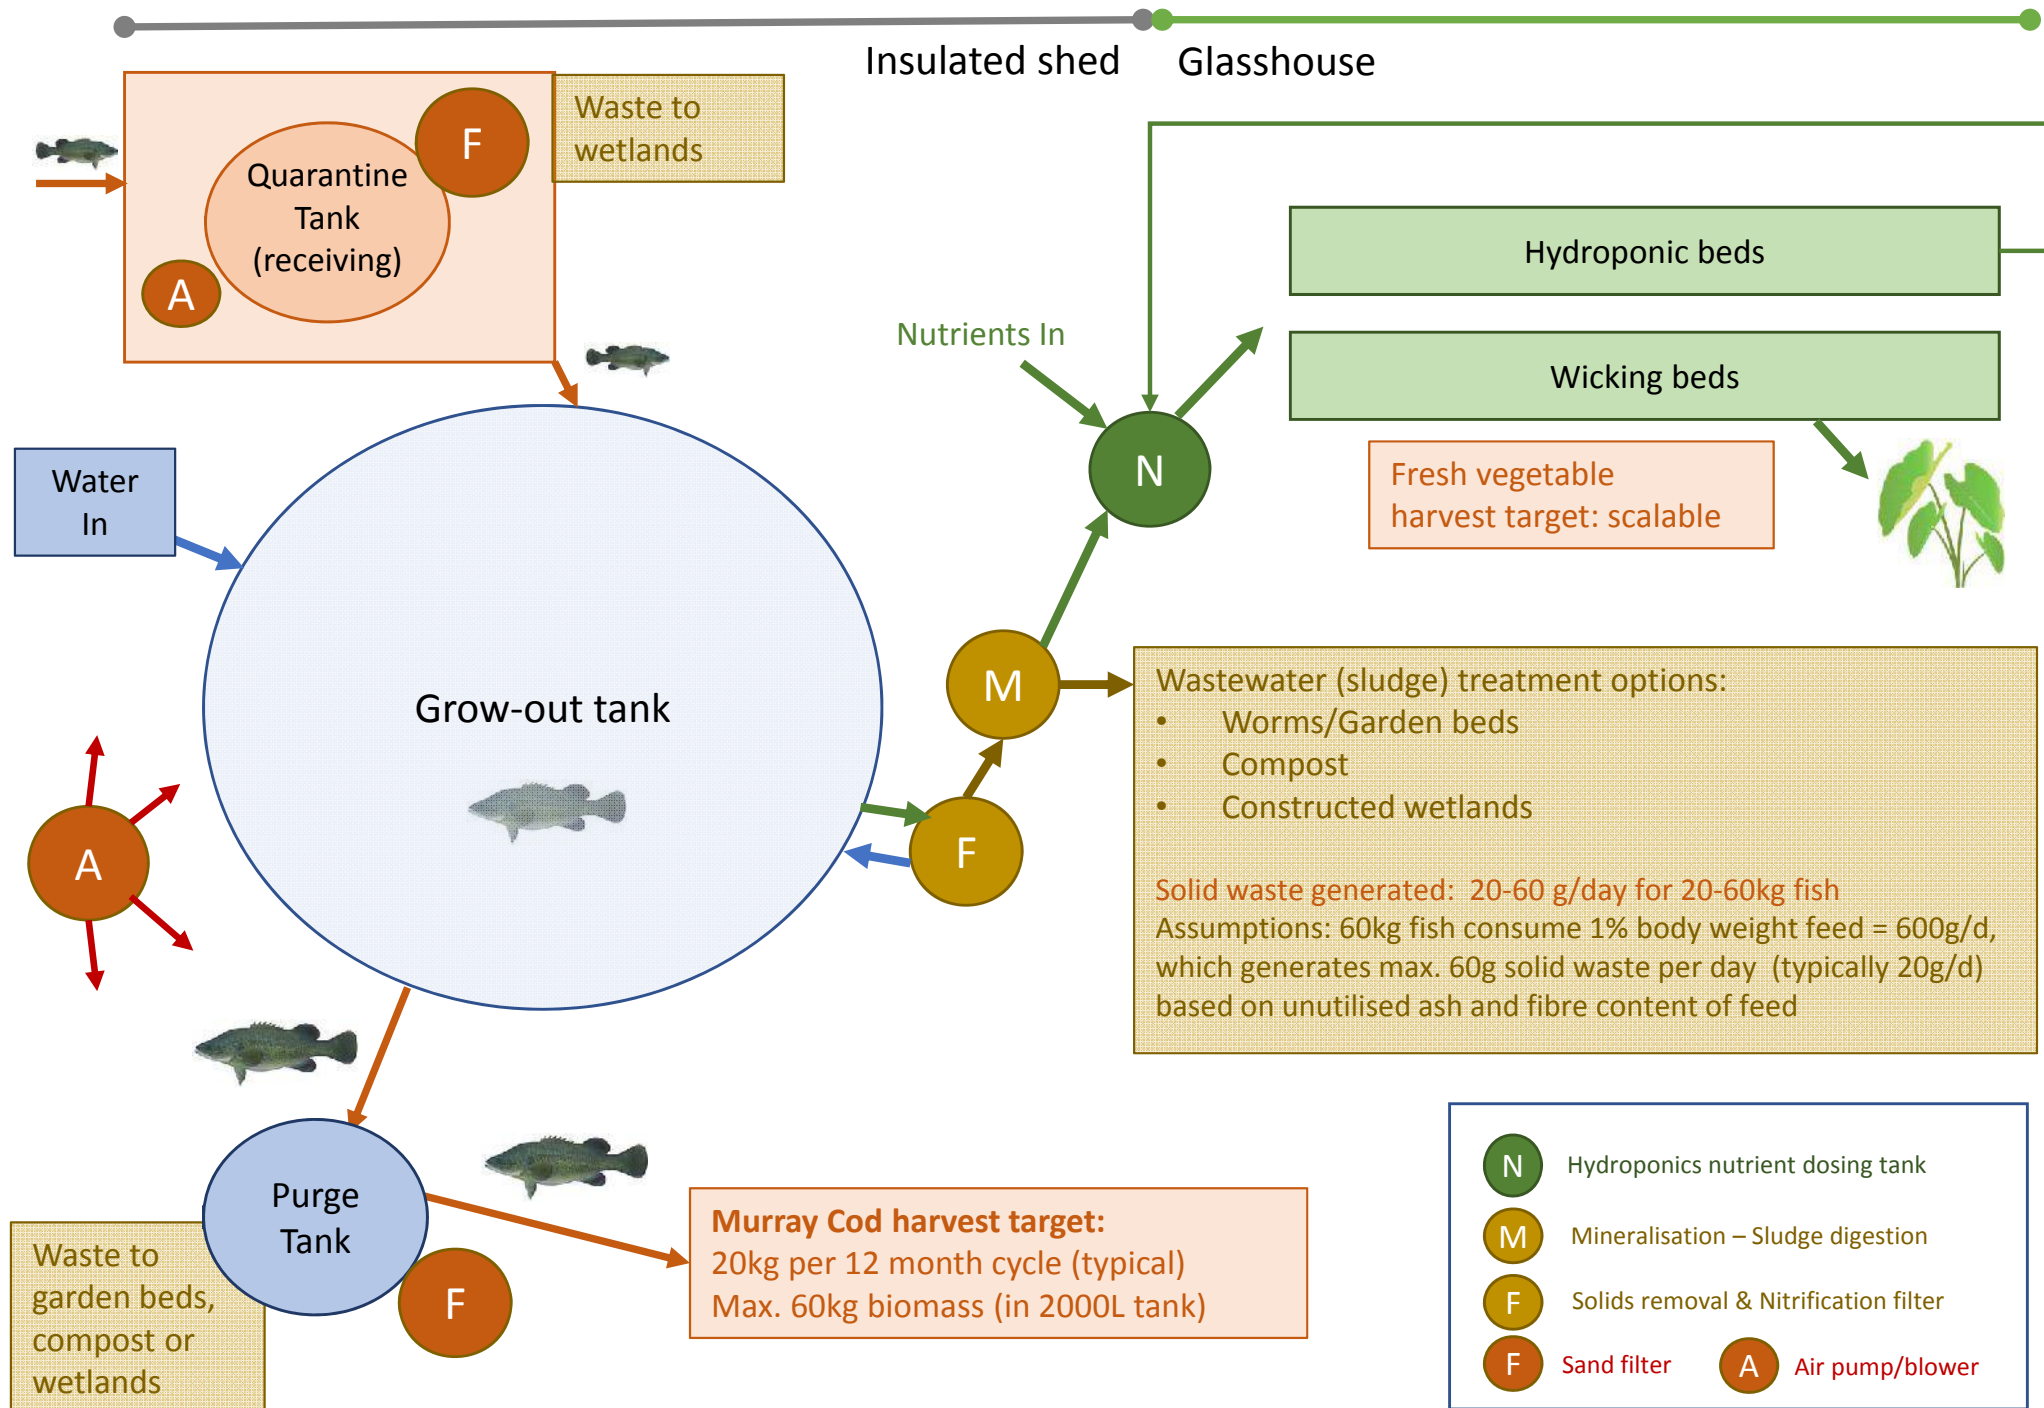 Insulated shed
Glasshouse
F
Waste to
wetlands
Quarantine
Tank
(receiving)
A
Hydroponic beds
Nutrients In
Wicking beds
N
Fresh vegetable
harvest target: scalable
Water
In
Grow-out tank
M
F
A
Wastewater (sludge) treatment options:
• Worms/Garden beds
• Compost
• Constructed wetlands
Solid waste generated: 20-60 g/day for 20-60kg fish
Assumptions: 60kg fish consume 1% body weight feed = 600g/d,
which generates max. 60g solid waste per day (typically 20g/d)
based on unutilised ash and fibre content of feed
Purge
Tank
F
Waste to
garden beds,
compost or
wetlands
Murray Cod harvest target:
20kg per 12 month cycle (typical)
Max. 60kg biomass (in 2000L tank)
N Hydroponics nutrient dosing tank
M Mineralisation – Sludge digestion
F Solids removal & Nitrification filter
F Sand filter A Air pump/blower